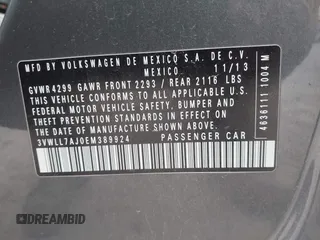 MFD BY VOLKSWAGEN DE MEXICO S.A. DE C.V.
MEXICO 11/13
GVWR 4299 GAWR FRONT 2293 / REAR 2116 LBS
THIS VEHICLE CONFORMS TO ALL APPLICABLE U.S.
FEDERAL MOTOR VEHICLE SAFETY, BUMPER AND
THEFT PREVENTION STANDARDS IN EFFECT ON THE
DATE OF MANUFACTURE SHOWN ABOVE
3VWLL7AJ0EM389924 PASSENGER CAR
4636111 1004 M
DREAMBID